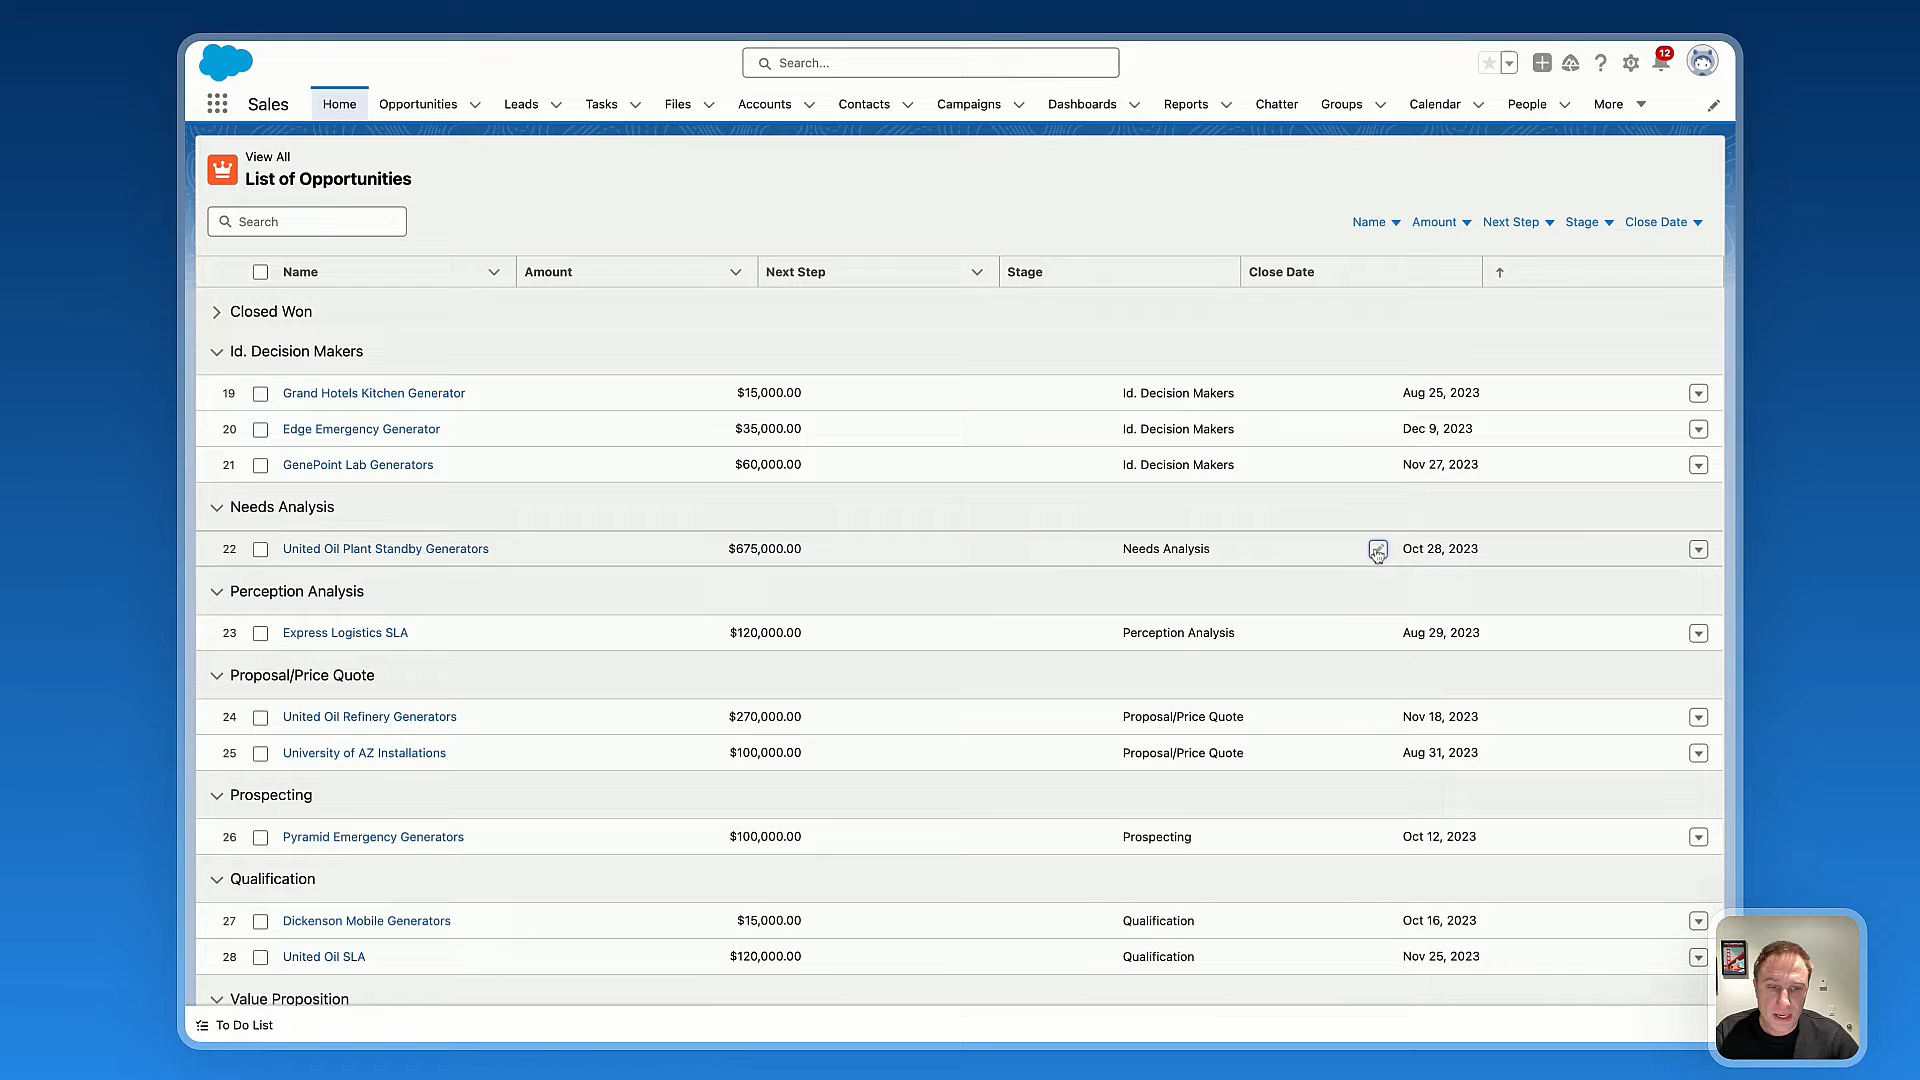 Search...
12
Sales
Home
Opportunities
Leads
Tasks
Files
Accounts
Contacts
Campaigns
Dashboards
Reports
Chatter
Groups
Calendar
People
More
View All
List of Opportunities
Search
Name
Amount
Next Step
Stage
Close Date
Name
Amount
Next Step
Stage
Close Date
Closed Won
Id. Decision Makers
19 Grand Hotels Kitchen Generator $15,000.00 Id. Decision Makers Aug 25, 2023
20 Edge Emergency Generator $35,000.00 Id. Decision Makers Dec 9, 2023
21 GenePoint Lab Generators $60,000.00 Id. Decision Makers Nov 27, 2023
Needs Analysis
22 United Oil Plant Standby Generators $675,000.00 Needs Analysis Oct 28, 2023
Perception Analysis
23 Express Logistics SLA $120,000.00 Perception Analysis Aug 29, 2023
Proposal/Price Quote
24 United Oil Refinery Generators $270,000.00 Proposal/Price Quote Nov 18, 2023
25 University of AZ Installations $100,000.00 Proposal/Price Quote Aug 31, 2023
Prospecting
26 Pyramid Emergency Generators $100,000.00 Prospecting Oct 12, 2023
Qualification
27 Dickenson Mobile Generators $15,000.00 Qualification Oct 16, 2023
28 United Oil SLA $120,000.00 Qualification Nov 25, 2023
Value Proposition
To Do List